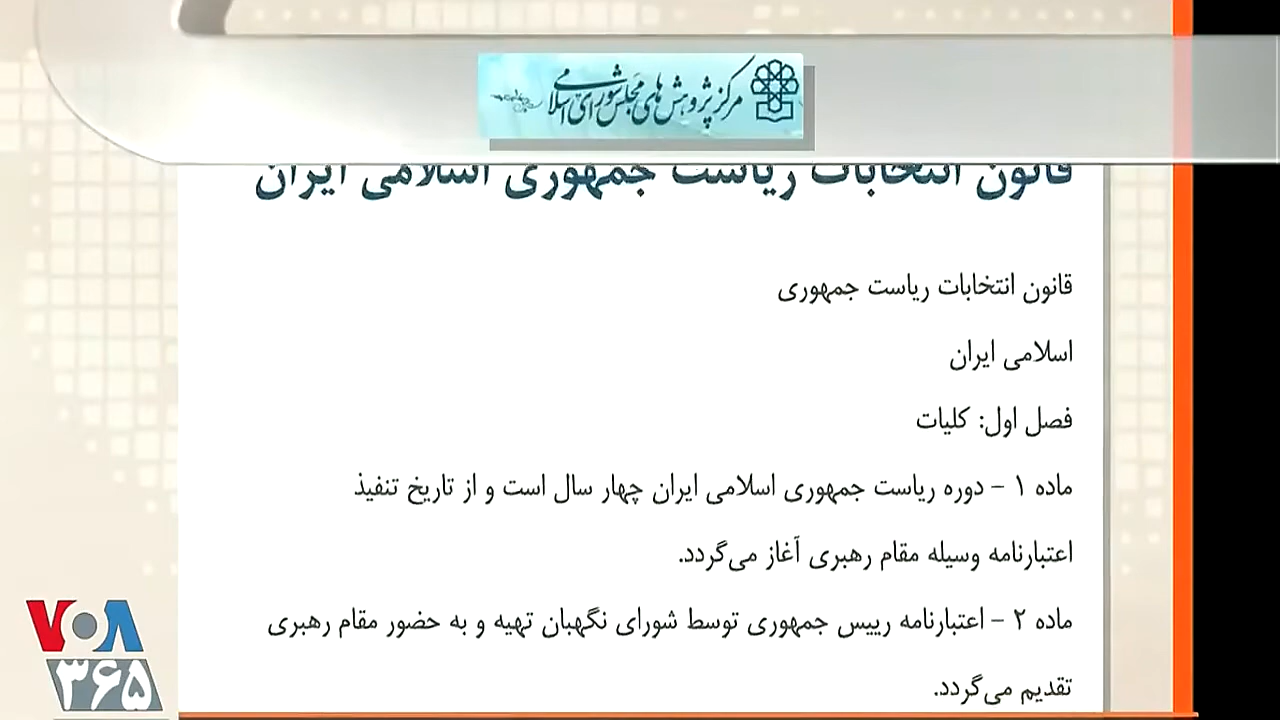 مرکز پژوهش‌های مجلس شورای اسلامی
قانون انتخابات ریاست جمهوری اسلامی ایران
قانون انتخابات ریاست جمهوری
اسلامی ایران
فصل اول: کلیات
ماده ۱ – دوره ریاست جمهوری اسلامی ایران چهار سال است و از تاریخ تنفیذ
اعتبارنامه وسیله مقام رهبری آغاز می‌گردد.
ماده ۲ – اعتبارنامه رییس جمهوری توسط شورای نگهبان تهیه و به حضور مقام رهبری
تقدیم می‌گردد.
VOA
۳۶۵